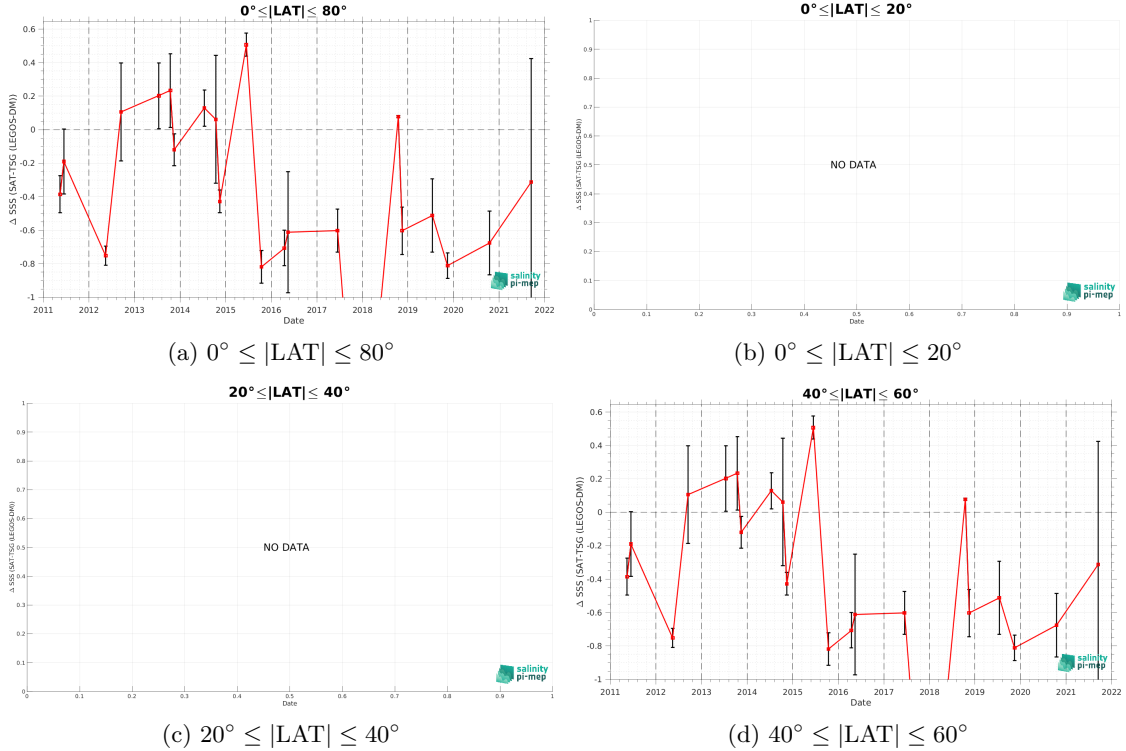 0°≤|LAT|≤ 80°
Δ SSS (SAT-TSG (LEGOS-DM))
0.6
0.4
0.2
0
-0.2
-0.4
-0.6
-0.8
-1
2011 2012 2013 2014 2015 2016 2017 2018 2019 2020 2021 2022
Date
salinity
pi-mep
(a) 0° ≤ |LAT| ≤ 80°
0°≤|LAT|≤ 20°
Δ SSS (SAT-TSG (LEGOS-DM))
1
0.9
0.8
0.7
0.6
0.5
0.4
0.3
0.2
0.1
0
NO DATA
0 0.1 0.2 0.3 0.4 0.5 0.6 0.7 0.8 0.9 1
Date
salinity
pi-mep
(b) 0° ≤ |LAT| ≤ 20°
20°≤|LAT|≤ 40°
Δ SSS (SAT-TSG (LEGOS-DM))
1
0.9
0.8
0.7
0.6
0.5
0.4
0.3
0.2
0.1
0
NO DATA
0 0.1 0.2 0.3 0.4 0.5 0.6 0.7 0.8 0.9 1
Date
salinity
pi-mep
(c) 20° ≤ |LAT| ≤ 40°
40°≤|LAT|≤ 60°
Δ SSS (SAT-TSG (LEGOS-DM))
0.6
0.4
0.2
0
-0.2
-0.4
-0.6
-0.8
-1
2011 2012 2013 2014 2015 2016 2017 2018 2019 2020 2021 2022
Date
salinity
pi-mep
(d) 40° ≤ |LAT| ≤ 60°